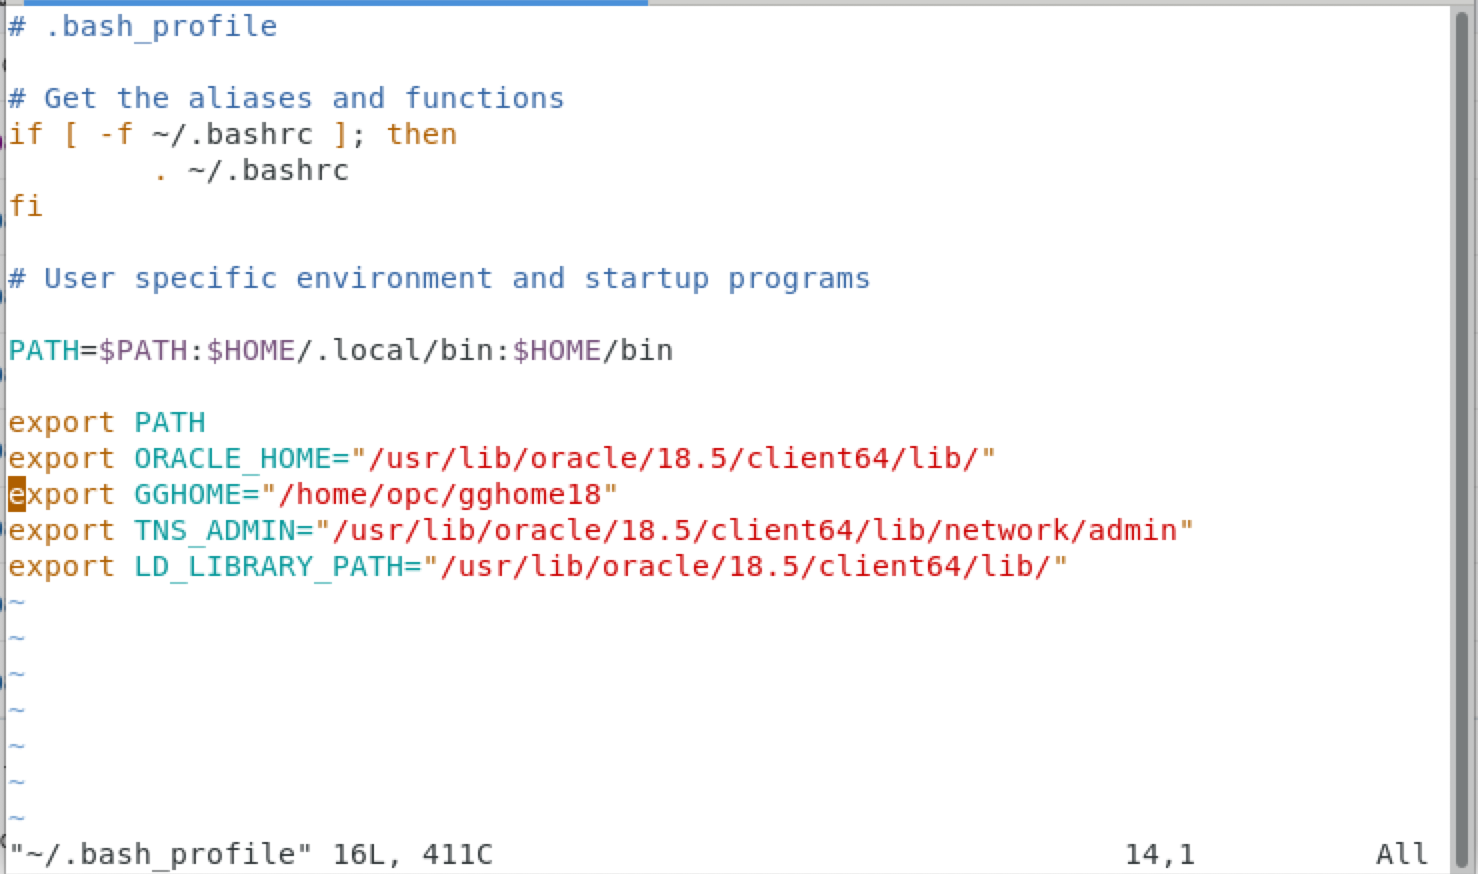 # .bash_profile

# Get the aliases and functions
if [ -f ~/.bashrc ]; then
        . ~/.bashrc
fi

# User specific environment and startup programs

PATH=$PATH:$HOME/.local/bin:$HOME/bin

export PATH
export ORACLE_HOME="/usr/lib/oracle/18.5/client64/lib/"
export GGHOME="/home/opc/gghome18"
export TNS_ADMIN="/usr/lib/oracle/18.5/client64/lib/network/admin"
export LD_LIBRARY_PATH="/usr/lib/oracle/18.5/client64/lib/"
~
~
~
~
~
~
~
"~/.bash_profile" 16L, 411C                                   14,1          All